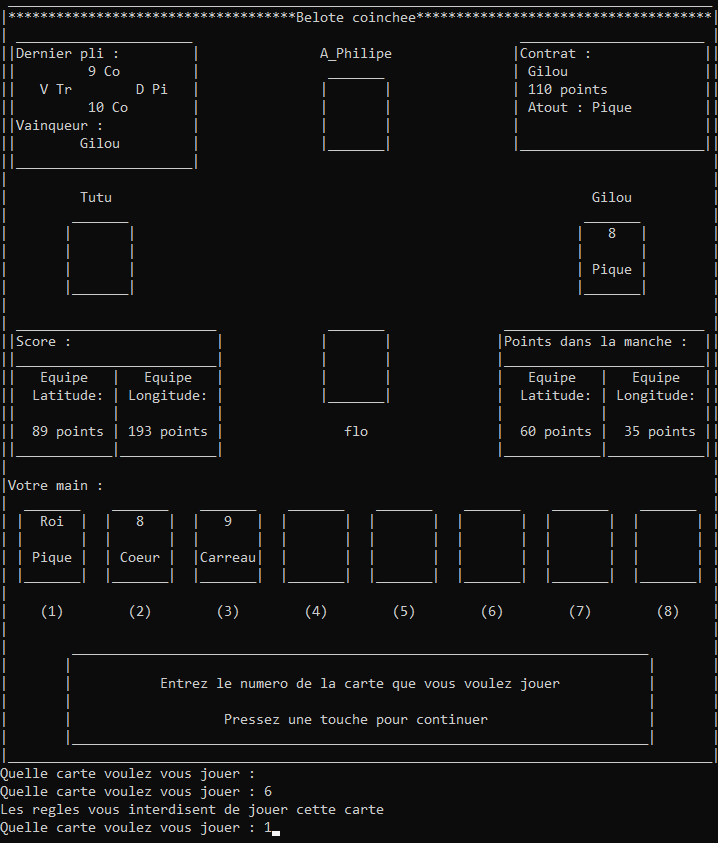 ************************************Belote coinchee*************************************
Dernier pli : A_Philipe Contrat :
9 Co Gilou
V Tr D Pi 110 points
10 Co Atout : Pique
Vainqueur :
Gilou
Tutu Gilou
8
Pique
Score : Points dans la manche :
Equipe Equipe Equipe Equipe
Latitude: Longitude: Latitude: Longitude:
89 points 193 points flo 60 points 35 points
Votre main :
Roi 8 9
Pique Coeur Carreau
(1) (2) (3) (4) (5) (6) (7) (8)
Entrez le numero de la carte que vous voulez jouer
Pressez une touche pour continuer
Quelle carte voulez vous jouer :
Quelle carte voulez vous jouer : 6
Les regles vous interdisent de jouer cette carte
Quelle carte voulez vous jouer : 1